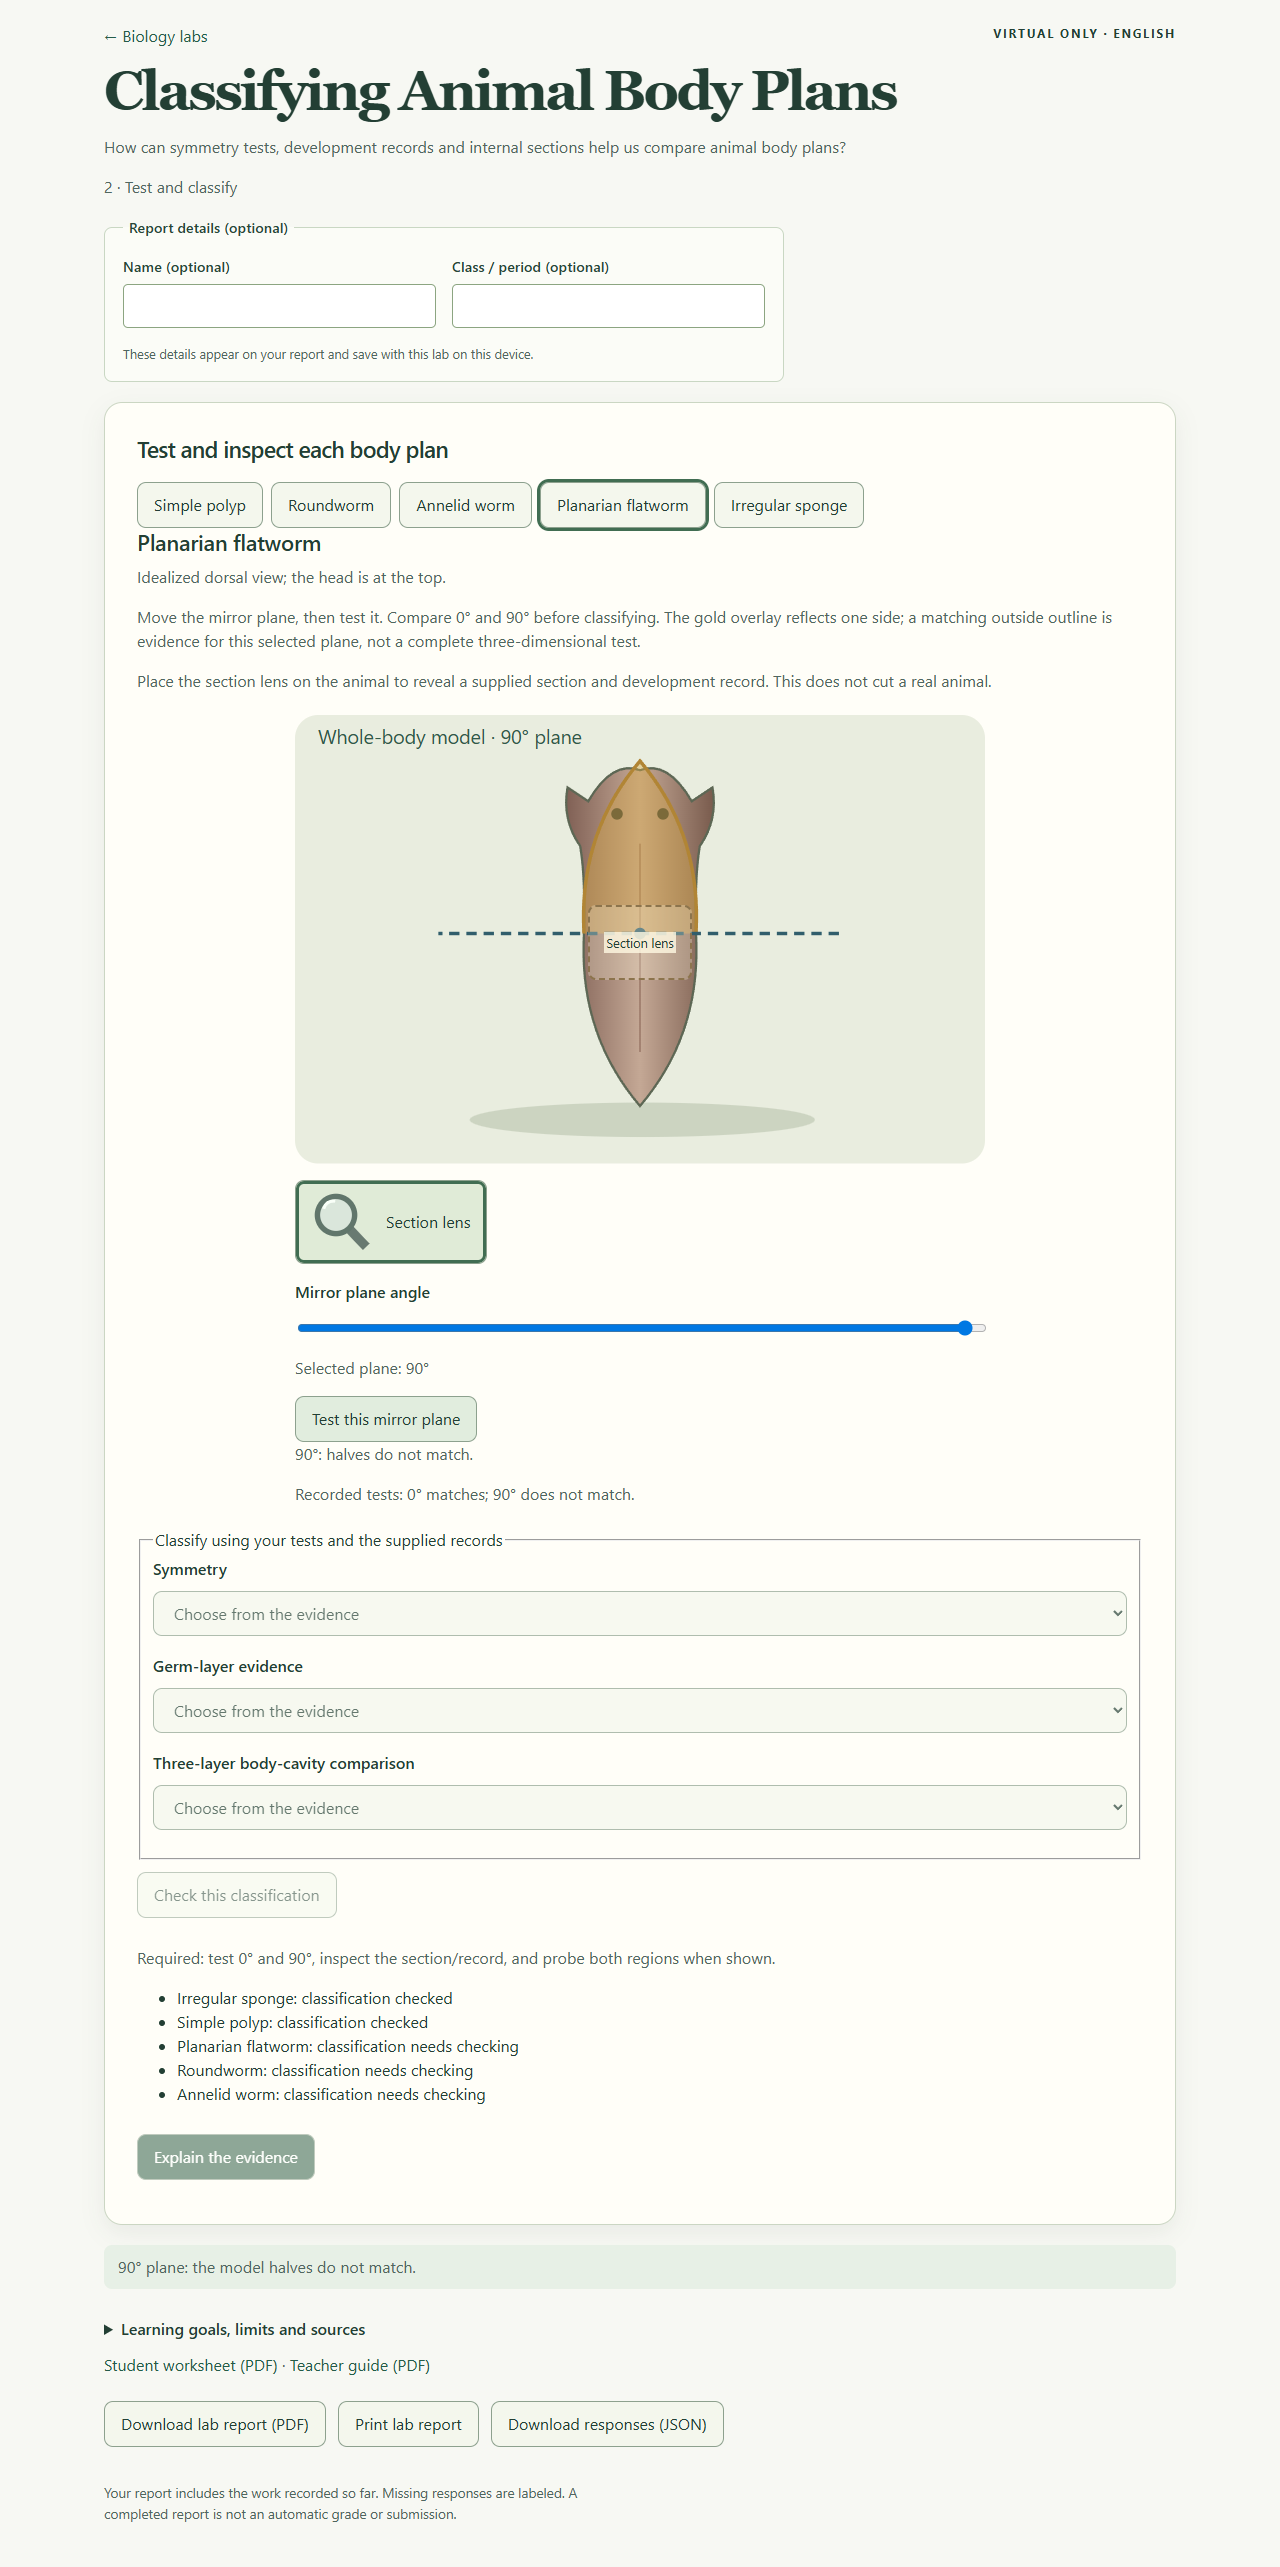 ← Biology labs
VIRTUAL ONLY · ENGLISH
Classifying Animal Body Plans
How can symmetry tests, development records and internal sections help us compare animal body plans?
2 · Test and classify
Report details (optional)
Name (optional)
Class / period (optional)
These details appear on your report and save with this lab on this device.
Test and inspect each body plan
Simple polyp
Roundworm
Annelid worm
Planarian flatworm
Irregular sponge
Planarian flatworm
Idealized dorsal view; the head is at the top.
Move the mirror plane, then test it. Compare 0° and 90° before classifying. The gold overlay reflects one side; a matching outside outline is
evidence for this selected plane, not a complete three-dimensional test.
Place the section lens on the animal to reveal a supplied section and development record. This does not cut a real animal.
Whole-body model · 90° plane
Section lens
Section lens
Mirror plane angle
Selected plane: 90°
Test this mirror plane
90°: halves do not match.
Recorded tests: 0° matches; 90° does not match.
Classify using your tests and the supplied records
Symmetry
Choose from the evidence
Germ-layer evidence
Choose from the evidence
Three-layer body-cavity comparison
Choose from the evidence
Check this classification
Required: test 0° and 90°, inspect the section/record, and probe both regions when shown.
• Irregular sponge: classification checked
• Simple polyp: classification checked
• Planarian flatworm: classification needs checking
• Roundworm: classification needs checking
• Annelid worm: classification needs checking
Explain the evidence
90° plane: the model halves do not match.
▶ Learning goals, limits and sources
Student worksheet (PDF) · Teacher guide (PDF)
Download lab report (PDF)
Print lab report
Download responses (JSON)
Your report includes the work recorded so far. Missing responses are labeled. A
completed report is not an automatic grade or submission.